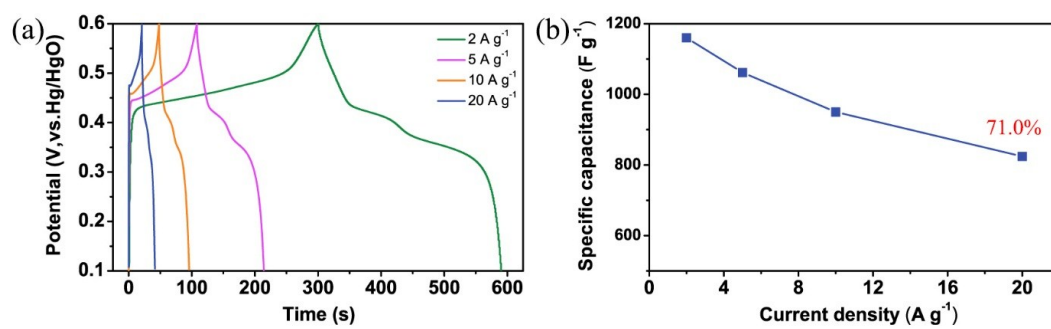 (a)
0.6
0.5
0.4
0.3
0.2
0.1
Potential (V,vs.Hg/HgO)
2 A g⁻¹
5 A g⁻¹
10 A g⁻¹
20 A g⁻¹
0 100 200 300 400 500 600
Time (s)
(b)
1200
1000
800
600
Specific capacitance (F g⁻¹)
71.0%
0 4 8 12 16 20
Current density (A g⁻¹)